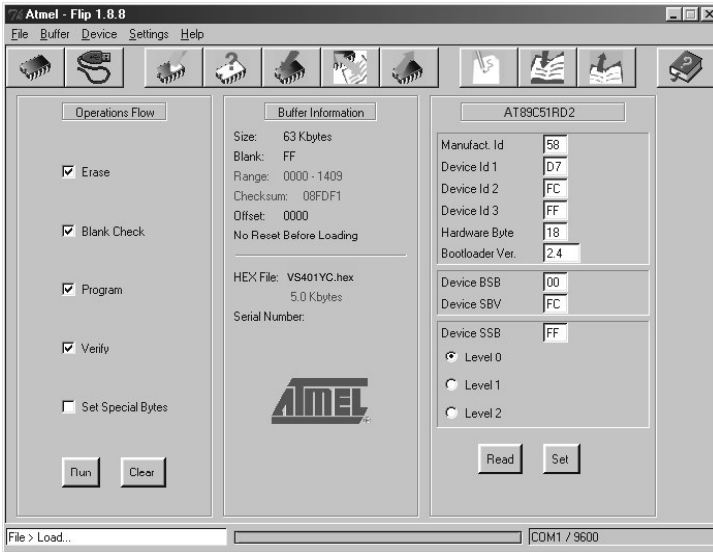 Atmel - Flip 1.8.8
File Buffer Device Settings Help
Operations Flow
Erase
Blank Check
Program
Verify
Set Special Bytes
Run Clear
Buffer Information
Size: 63 Kbytes
Blank: FF
Range: 0000 - 1409
Checksum: 08FDF1
Offset: 0000
No Reset Before Loading
HEX File: VS401YC.hex
5.0 Kbytes
Serial Number:
ATMEL
AT89C51RD2
Manufact. Id 58
Device Id 1 D7
Device Id 2 FC
Device Id 3 FF
Hardware Byte 18
Bootloader Ver. 2.4
Device BSB 00
Device SBV FC
Device SSB FF
Level 0
Level 1
Level 2
Read Set
File > Load...
COM1 / 9600